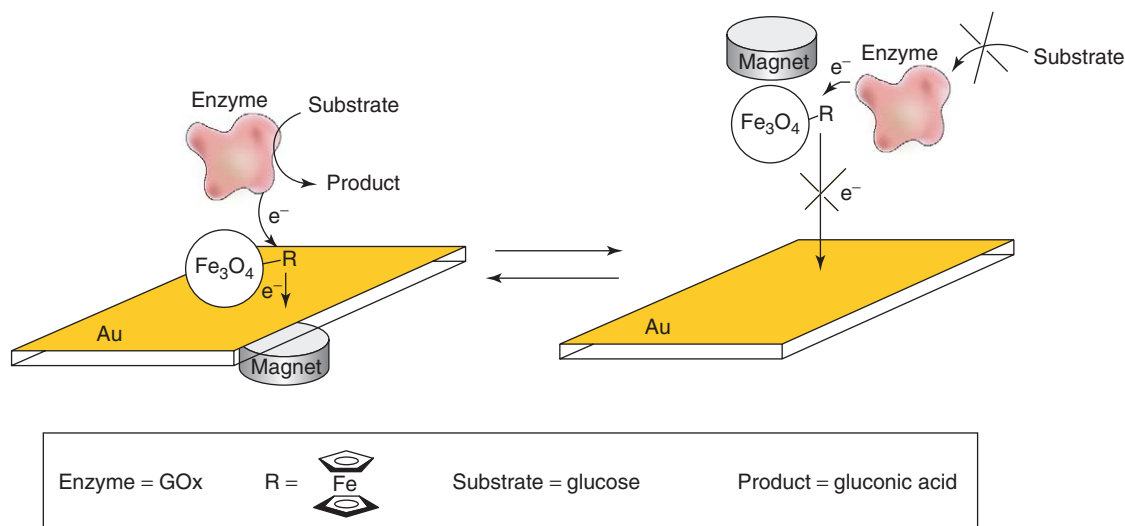 Enzyme
Substrate
Product
e⁻
Fe₃O₄
R
e⁻
Au
Magnet
Magnet
Enzyme
Substrate
e⁻
Fe₃O₄
R
e⁻
Au
Enzyme = GOx R = Fe Substrate = glucose Product = gluconic acid